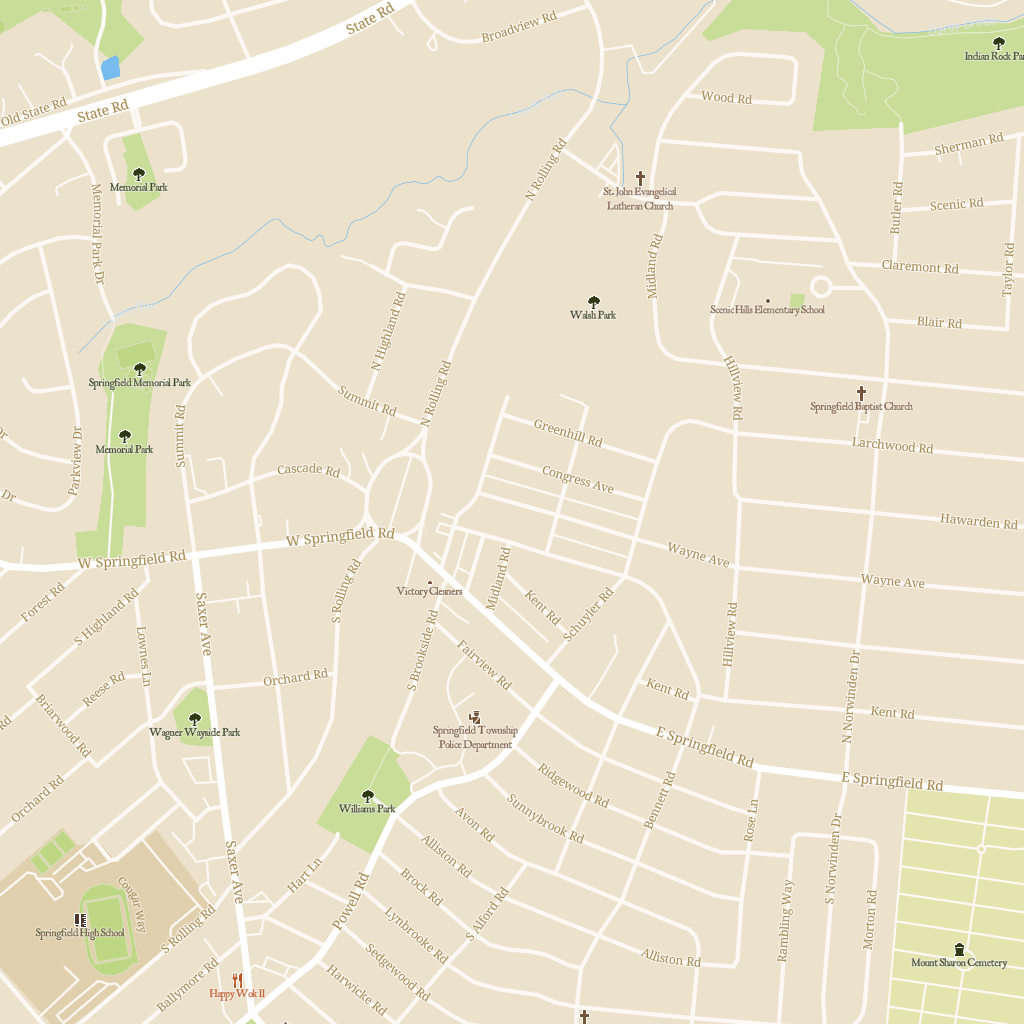 State Rd
Broadview Rd
Indian Rock Par
Old State Rd
State Rd
Wood Rd
Sherman Rd
N Rolling Rd
Memorial Park
Memorial Park Dr
St. John Evangelical
Lutheran Church
Butler Rd
Scenic Rd
Midland Rd
Claremont Rd
Taylor Rd
Walsh Park
Scenic Hills Elementary School
Blair Rd
N Highland Rd
Springfield Memorial Park
Summit Rd
N Rolling Rd
Hillview Rd
Springfield Baptist Church
Summit Rd
Memorial Park
Parkview Dr
Dr
Greenhill Rd
Larchwood Rd
Cascade Rd
Congress Ave
Dr
Hawarden Rd
W Springfield Rd
W Springfield Rd
Wayne Ave
Wayne Ave
Victory Cleaners
Midland Rd
Forest Rd
S Highland Rd
Saxer Ave
S Rolling Rd
Kent Rd
Schuyler Rd
Hillview Rd
Lownes Ln
S Brookside Rd
Fairview Rd
Orchard Rd
Reese Rd
Kent Rd
Kent Rd
N Norwinden Dr
Briarwood Rd
Rd
Wagner Wayside Park
Springfield Township
Police Department
E Springfield Rd
E Springfield Rd
Orchard Rd
Ridgewood Rd
Bennett Rd
Williams Park
Sunnybrook Rd
Rose Ln
Avon Rd
Alliston Rd
S Norwinden Dr
Saxer Ave
Hart Ln
Brock Rd
Cougar Way
Powell Rd
S Alford Rd
Rambling Way
Morton Rd
Springfield High School
S Rolling Rd
Lynbrooke Rd
Alliston Rd
Mount Sharon Cemetery
Ballymore Rd
Happy Wok II
Sedgewood Rd
Harwicke Rd